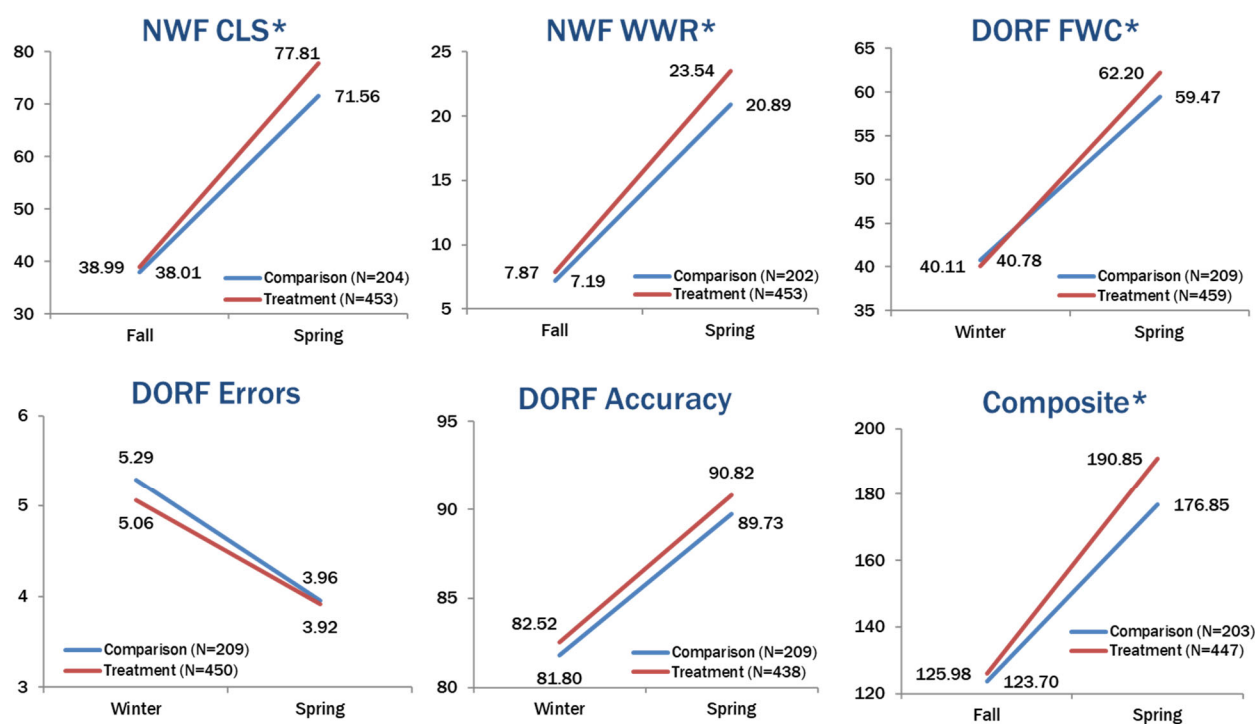 NWF CLS*
80
70
60
50
40
30
77.81
71.56
38.99
38.01
Comparison (N=204)
Treatment (N=453)
Fall
Spring
NWF WWR*
25
20
15
10
5
23.54
20.89
7.87
7.19
Comparison (N=202)
Treatment (N=453)
Fall
Spring
DORF FWC*
65
60
55
50
45
40
35
62.20
59.47
40.11
40.78
Comparison (N=209)
Treatment (N=459)
Winter
Spring
DORF Errors
6
5
4
3
5.29
5.06
3.96
3.92
Comparison (N=209)
Treatment (N=450)
Winter
Spring
DORF Accuracy
95
90
85
80
90.82
89.73
82.52
81.80
Comparison (N=209)
Treatment (N=438)
Winter
Spring
Composite*
200
180
160
140
120
190.85
176.85
125.98
123.70
Comparison (N=203)
Treatment (N=447)
Fall
Spring